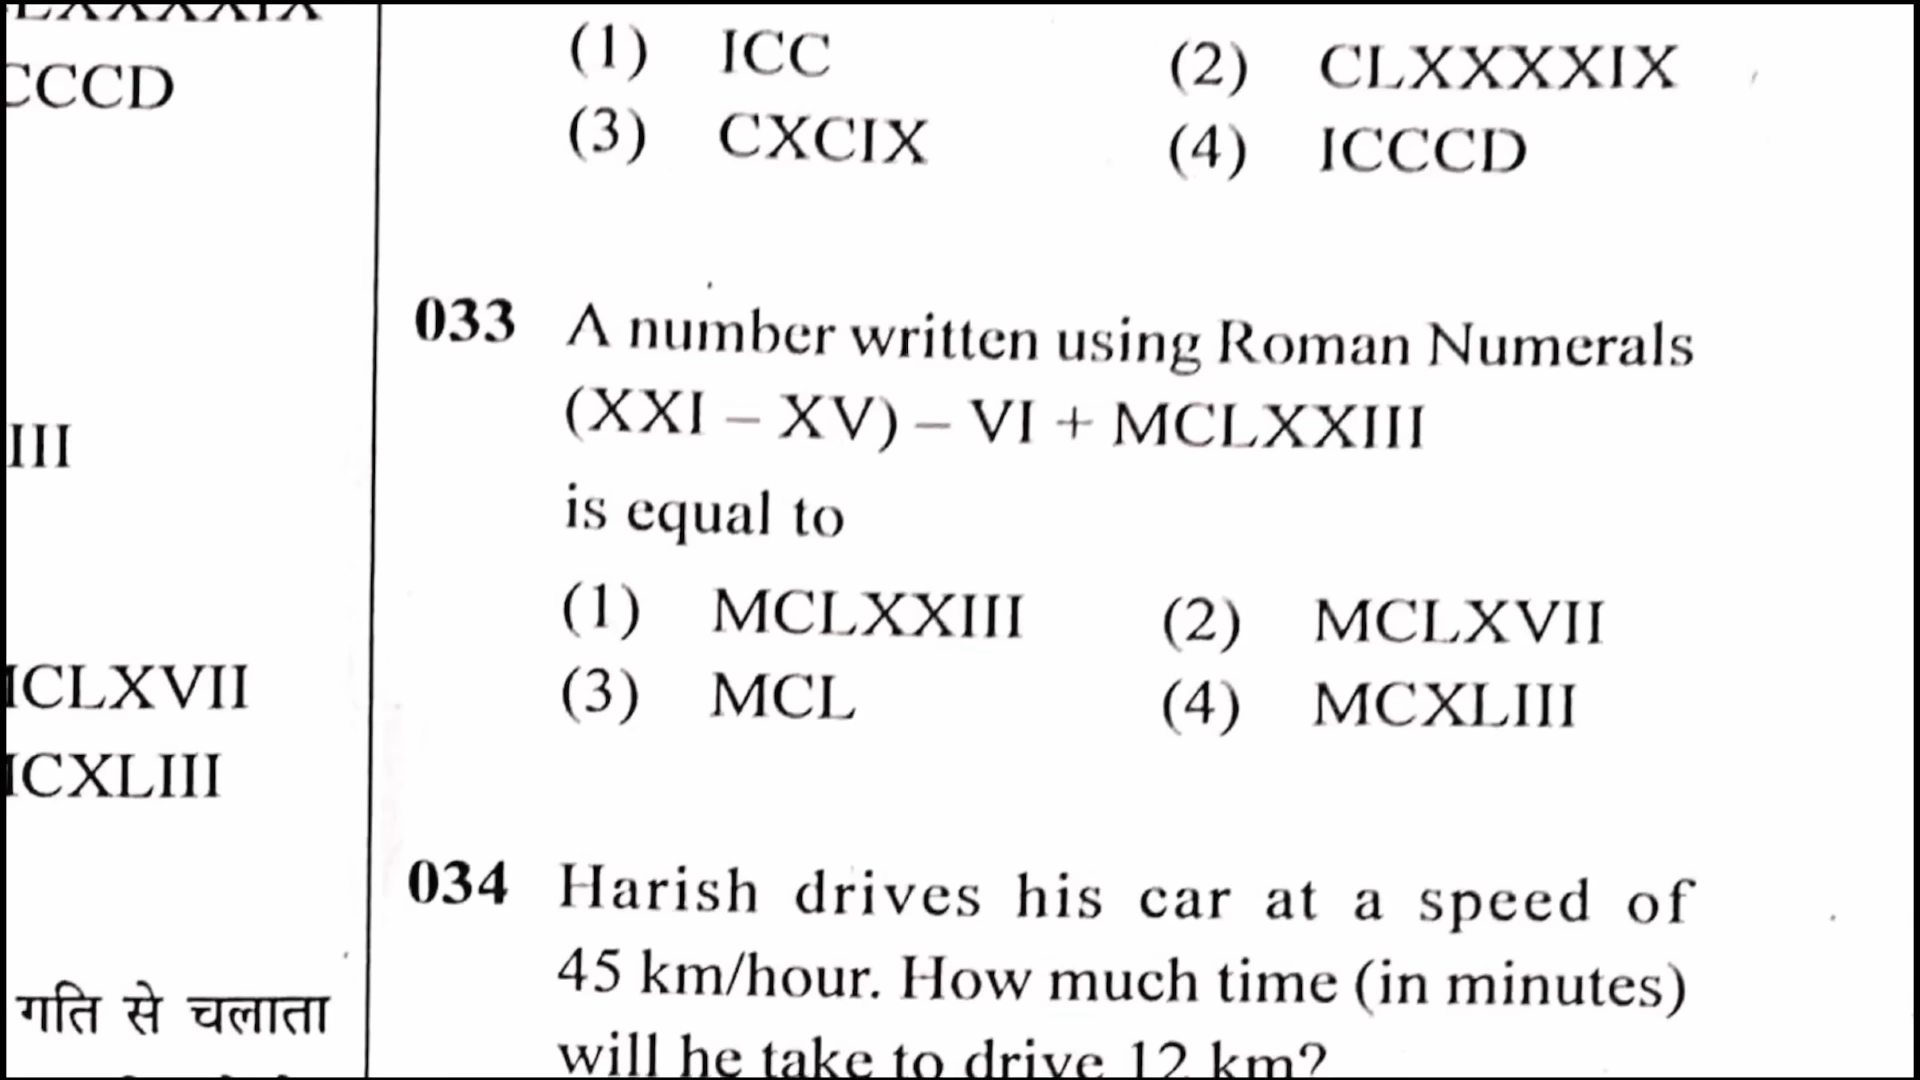 CCCD
III
CLXVII
CXLIII
गति से चलाता
(1) ICC (2) CLXXXXIX
(3) CXCIX (4) ICCCD
033 A number written using Roman Numerals
(XXI – XV) – VI + MCLXXIII
is equal to
(1) MCLXXIII (2) MCLXVII
(3) MCL (4) MCXLIII
034 Harish drives his car at a speed of
45 km/hour. How much time (in minutes)
will he take to drive 12 km?